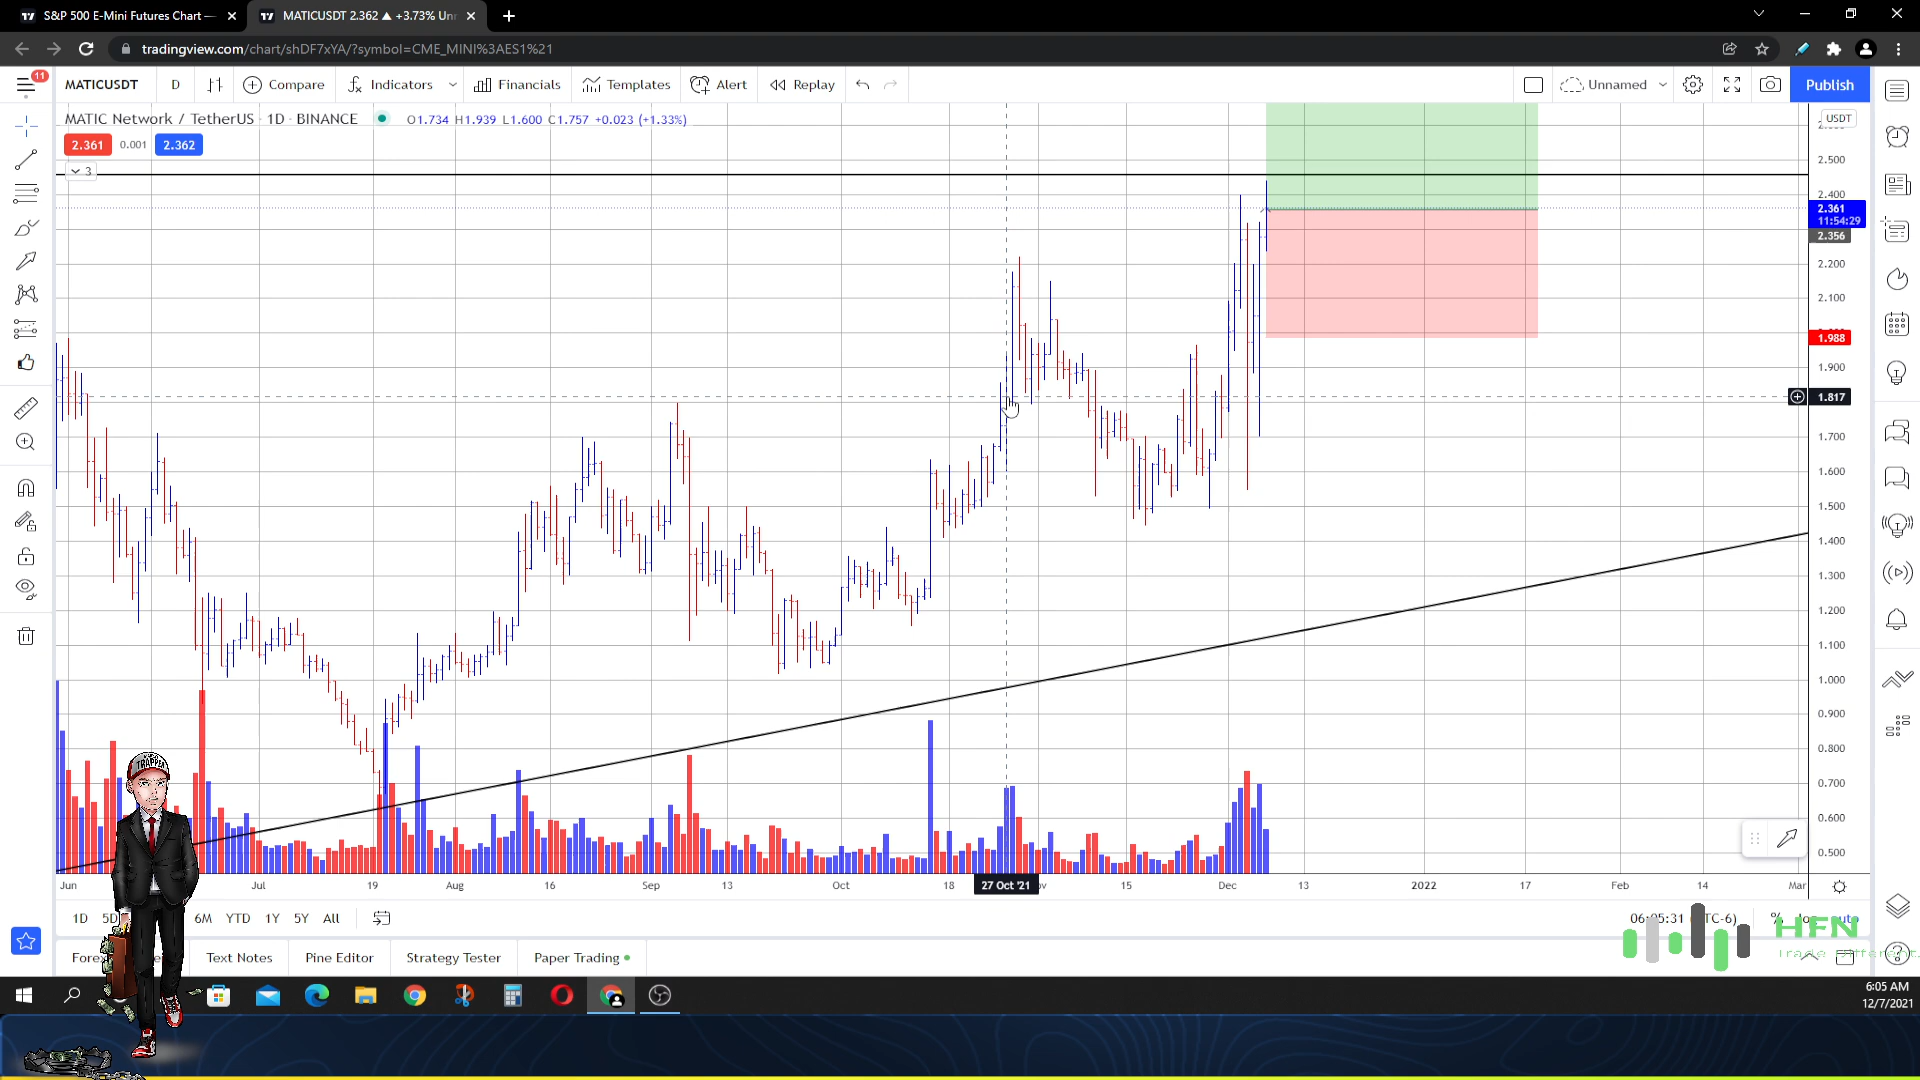 S&P 500 E-Mini Futures Chart —
MATICUSDT 2.362 ▲ +3.73% Unn
tradingview.com/chart/shDF7xYA/?symbol=CME_MINI%3AES1%21
11
MATICUSDT D Compare Indicators Financials Templates Alert Replay Unnamed Publish
MATIC Network / TetherUS · 1D · BINANCE O1.734 H1.939 L1.600 C1.757 +0.023 (+1.33%)
USDT
2.361 0.001 2.362
3
2.500
2.400
2.361
11:54:29
2.356
2.200
2.100
1.988
1.900
1.817
1.700
1.600
1.500
1.400
1.300
1.200
1.100
1.000
0.900
0.800
0.700
0.600
0.500
TRAPPER
Jun Jul 19 Aug 16 Sep 13 Oct 18 27 Oct '21 15 Dec 13 2022 17 Feb 14 Mar
1D 5D 6M YTD 1Y 5Y All
%
HFN
Trade Different.
Text Notes Pine Editor Strategy Tester Paper Trading
6:05 AM
12/7/2021